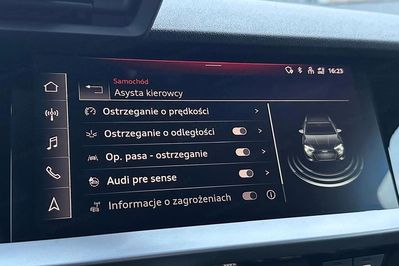 16:23
Samochód
Asysta kierowcy
Ostrzeganie o prędkości
Ostrzeganie o odległości
Op. pasa - ostrzeganie
Audi pre sense
Informacje o zagrożeniach